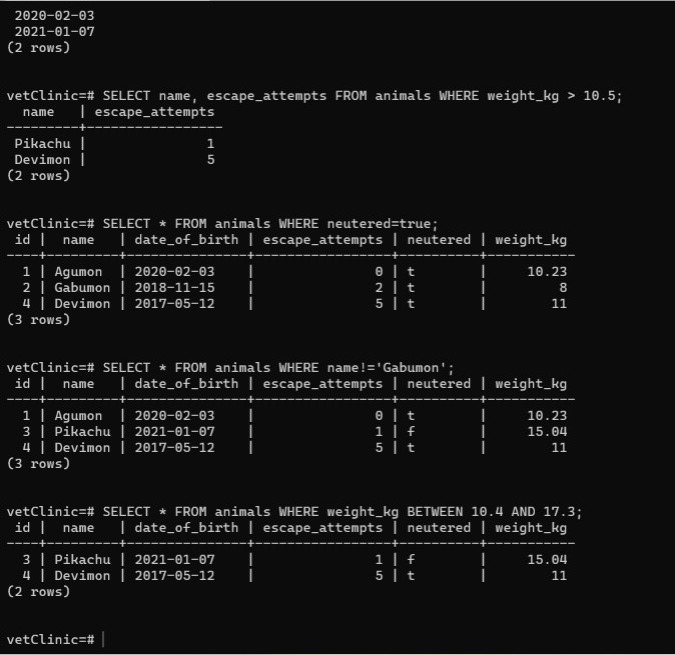 2020-02-03
 2021-01-07
(2 rows)
vetClinic=# SELECT name, escape_attempts FROM animals WHERE weight_kg > 10.5;
  name   | escape_attempts
---------+-----------------
 Pikachu |               1
 Devimon |               5
(2 rows)
vetClinic=# SELECT * FROM animals WHERE neutered=true;
 id |  name   | date_of_birth | escape_attempts | neutered | weight_kg
----+---------+---------------+-----------------+----------+-----------
  1 | Agumon  | 2020-02-03    |               0 | t        |     10.23
  2 | Gabumon | 2018-11-15    |               2 | t        |         8
  4 | Devimon | 2017-05-12    |               5 | t        |        11
(3 rows)
vetClinic=# SELECT * FROM animals WHERE name!='Gabumon';
 id |  name   | date_of_birth | escape_attempts | neutered | weight_kg
----+---------+---------------+-----------------+----------+-----------
  1 | Agumon  | 2020-02-03    |               0 | t        |     10.23
  3 | Pikachu | 2021-01-07    |               1 | f        |     15.04
  4 | Devimon | 2017-05-12    |               5 | t        |        11
(3 rows)
vetClinic=# SELECT * FROM animals WHERE weight_kg BETWEEN 10.4 AND 17.3;
 id |  name   | date_of_birth | escape_attempts | neutered | weight_kg
----+---------+---------------+-----------------+----------+-----------
  3 | Pikachu | 2021-01-07    |               1 | f        |     15.04
  4 | Devimon | 2017-05-12    |               5 | t        |        11
(2 rows)
vetClinic=#